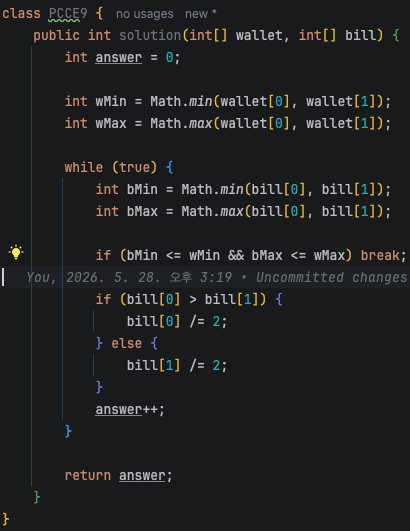 class PCCE9 {  no usages  new *
    public int solution(int[] wallet, int[] bill) {
        int answer = 0;

        int wMin = Math.min(wallet[0], wallet[1]);
        int wMax = Math.max(wallet[0], wallet[1]);

        while (true) {
            int bMin = Math.min(bill[0], bill[1]);
            int bMax = Math.max(bill[0], bill[1]);

            if (bMin <= wMin && bMax <= wMax) break;
You, 2026. 5. 28. 오후 3:19 • Uncommitted changes
            if (bill[0] > bill[1]) {
                bill[0] /= 2;
            } else {
                bill[1] /= 2;
            }
            answer++;
        }

        return answer;
    }
}